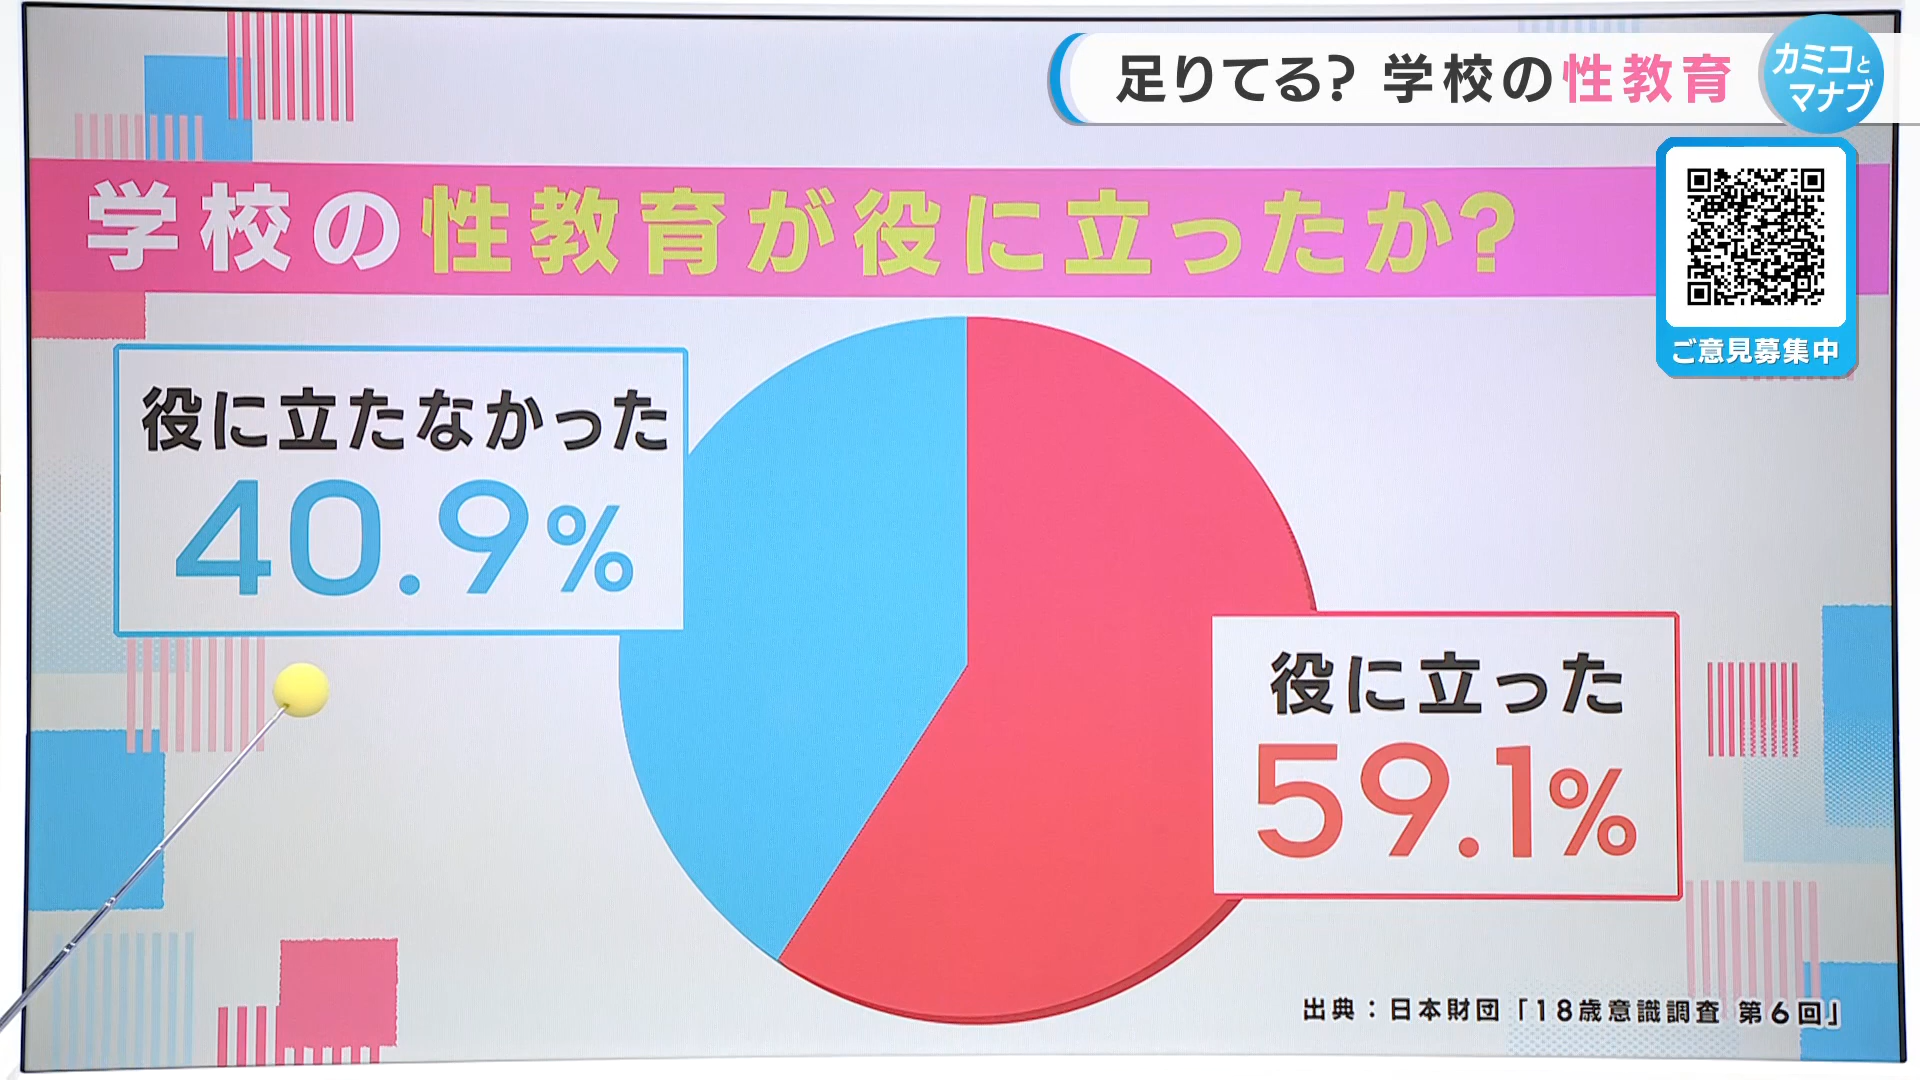 足りてる? 学校の性教育
カミコと
マナブ
学校の性教育が役に立ったか?
ご意見募集中
役に立たなかった
40.9%
役に立った
59.1%
出典：日本財団「18歳意識調査 第6回」